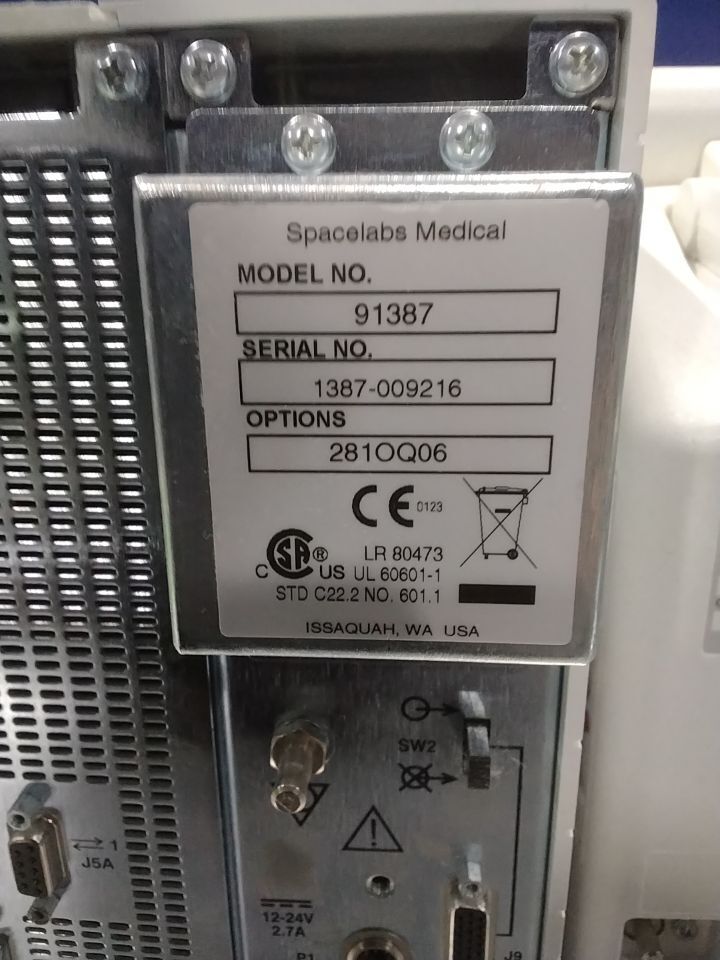 Spacelabs Medical
MODEL NO.
91387
SERIAL NO.
1387-009216
OPTIONS
281OQ06
CE 0123
CSA ® LR 80473
C US UL 60601-1
STD C22.2 NO. 601.1
ISSAQUAH, WA USA
SW2
1
J5A
12-24V
2.7A
P1
J9